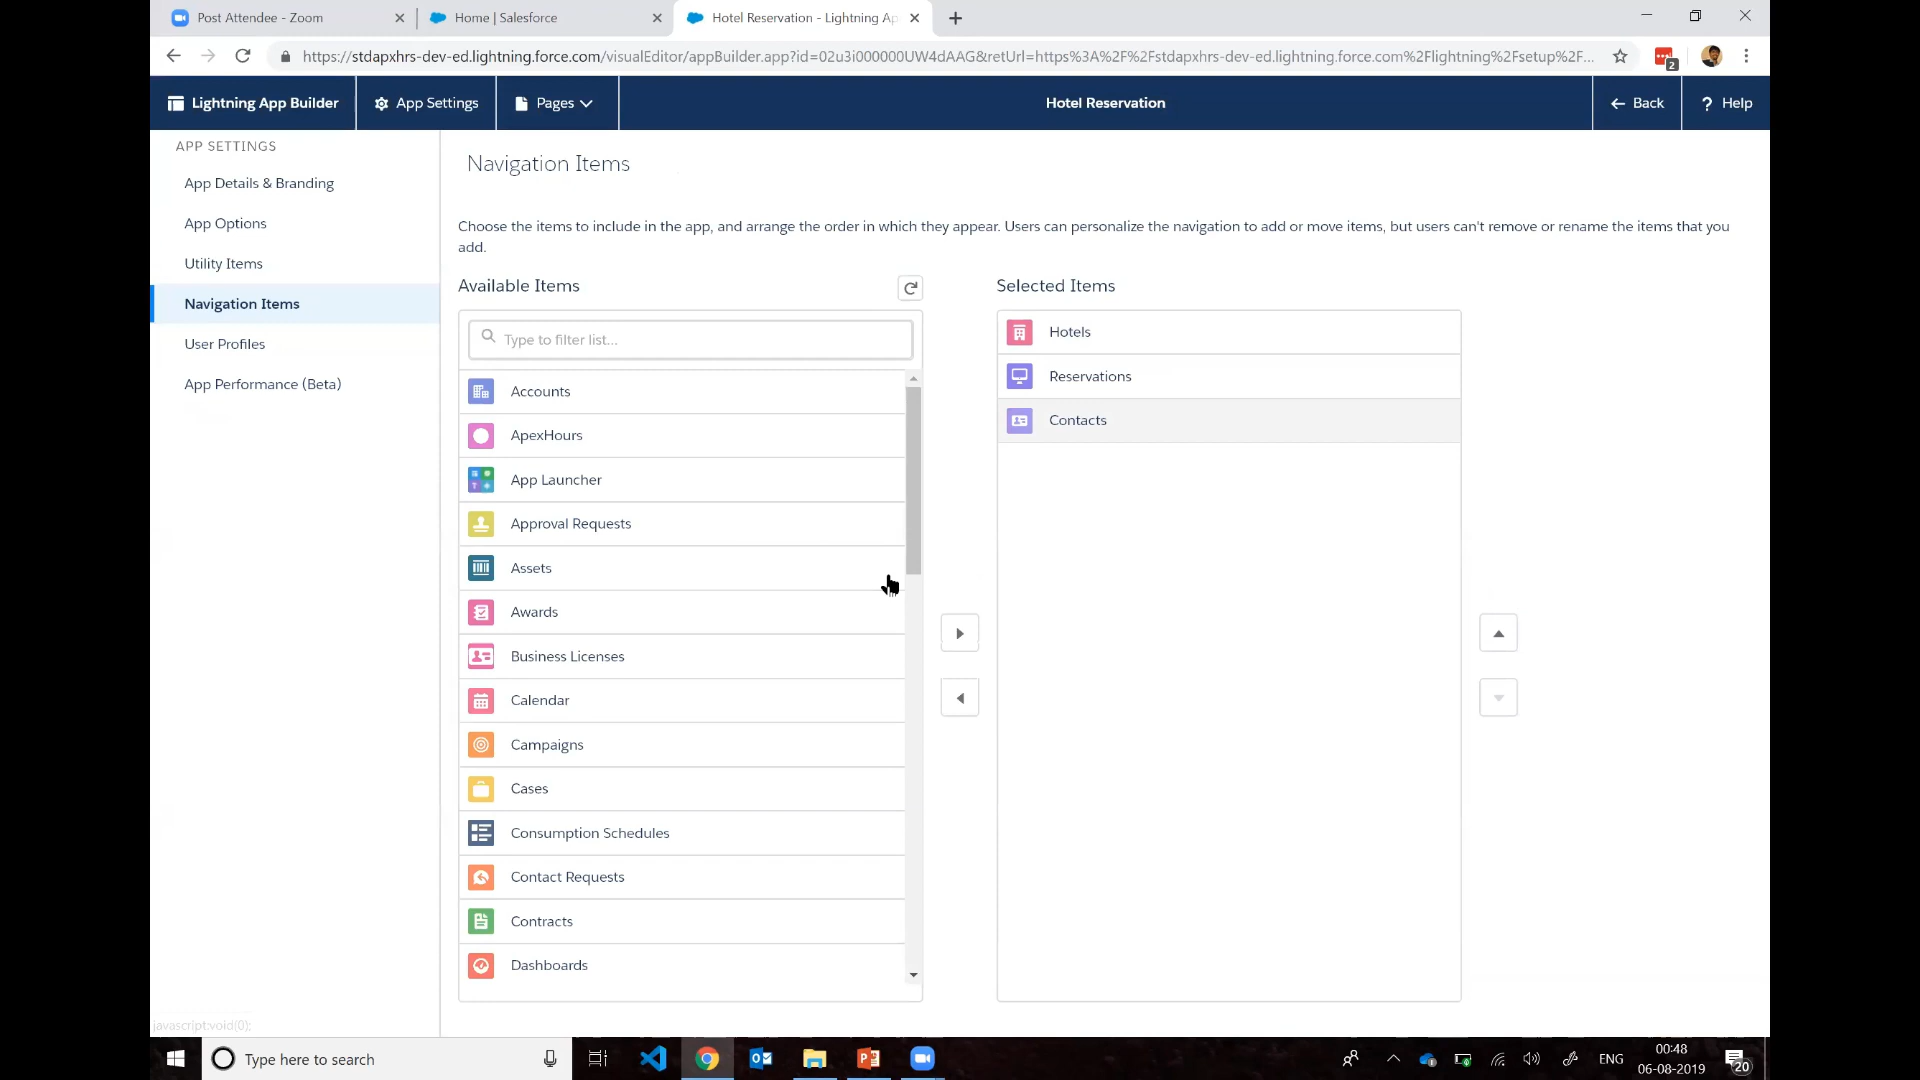 Post Attendee - Zoom
Home | Salesforce
Hotel Reservation - Lightning Ap
https://stdapxhrs-dev-ed.lightning.force.com/visualEditor/appBuilder.app?id=02u3i000000UW4dAAG&retUrl=https%3A%2F%2Fstdapxhrs-dev-ed.lightning.force.com%2Flightning%2Fsetup%2F...
2
Lightning App Builder
App Settings
Pages
Hotel Reservation
Back
? Help
APP SETTINGS
App Details & Branding
App Options
Utility Items
Navigation Items
User Profiles
App Performance (Beta)
Navigation Items
Choose the items to include in the app, and arrange the order in which they appear. Users can personalize the navigation to add or move items, but users can't remove or rename the items that you
add.
Available Items
Type to filter list...
Accounts
ApexHours
App Launcher
Approval Requests
Assets
Awards
Business Licenses
Calendar
Campaigns
Cases
Consumption Schedules
Contact Requests
Contracts
Dashboards
Selected Items
Hotels
Reservations
Contacts
javascript:void(0);
Type here to search
ENG
00:48
06-08-2019
20